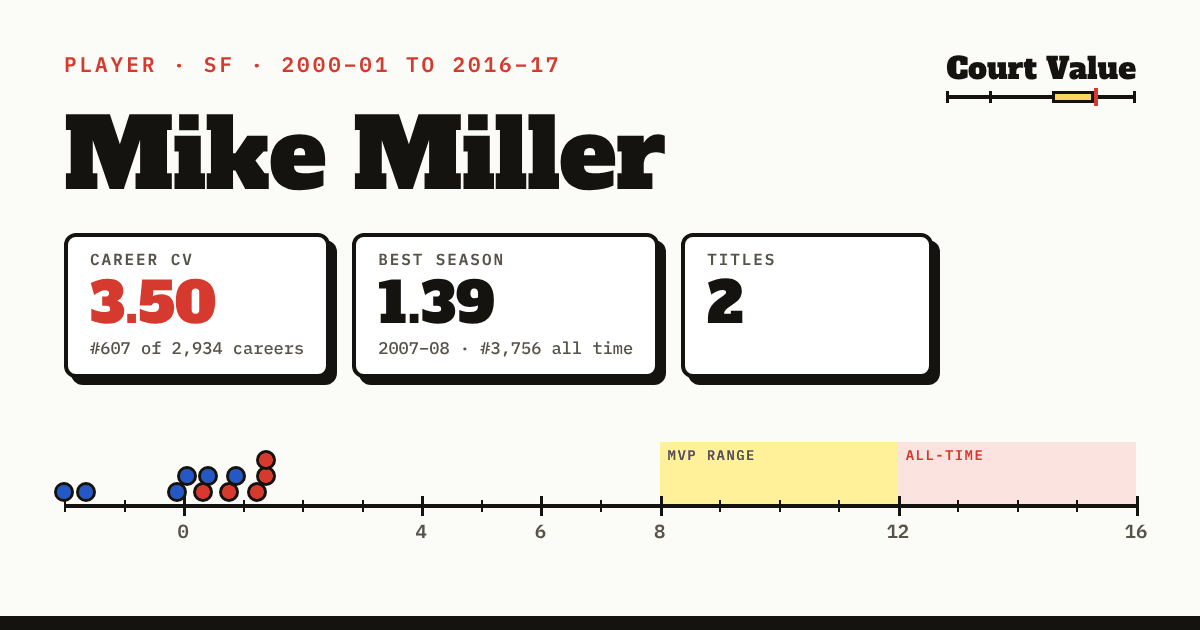 PLAYER · SF · 2000–01 TO 2016–17
Court Value
Mike Miller
CAREER CV
3.50
#607 of 2,934 careers
BEST SEASON
1.39
2007–08 · #3,756 all time
TITLES
2
MVP RANGE
ALL-TIME
0 4 6 8 12 16